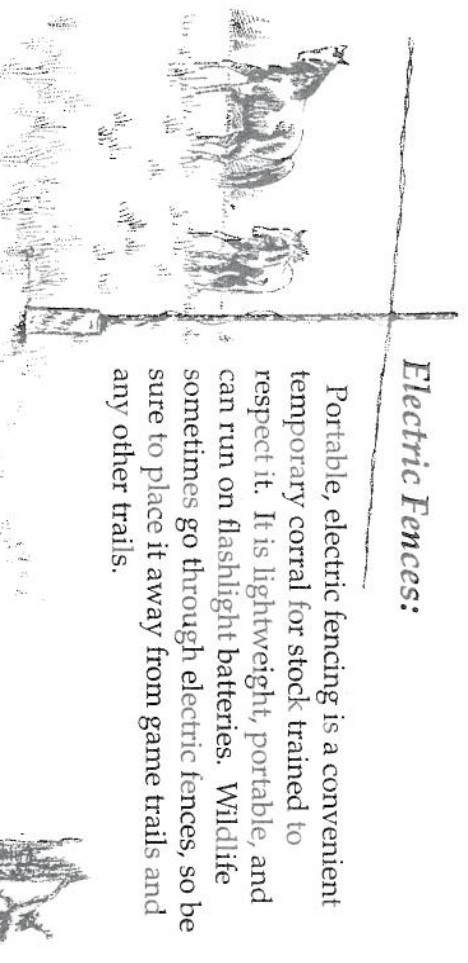 Electric Fences:
Portable, electric fencing is a convenient
temporary corral for stock trained to
respect it. It is lightweight, portable, and
can run on flashlight batteries. Wildlife
sometimes go through electric fences, so be
sure to place it away from game trails and
any other trails.